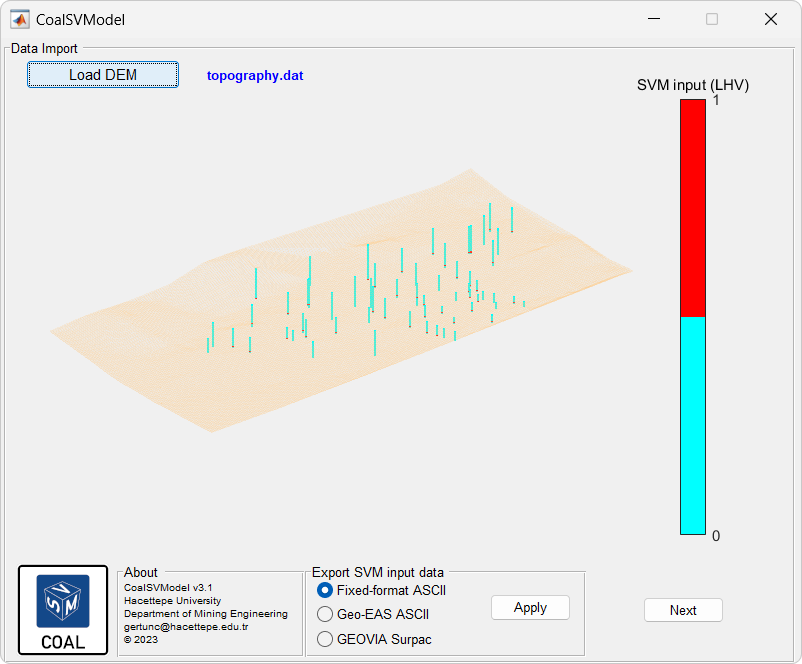 CoalSVModel
Data Import
Load DEM
topography.dat
SVM input (LHV)
1
0
SVM
COAL
About
CoalSVModel v3.1
Hacettepe University
Department of Mining Engineering
gertunc@hacettepe.edu.tr
© 2023
Export SVM input data
Fixed-format ASCII
Geo-EAS ASCII
GEOVIA Surpac
Apply
Next